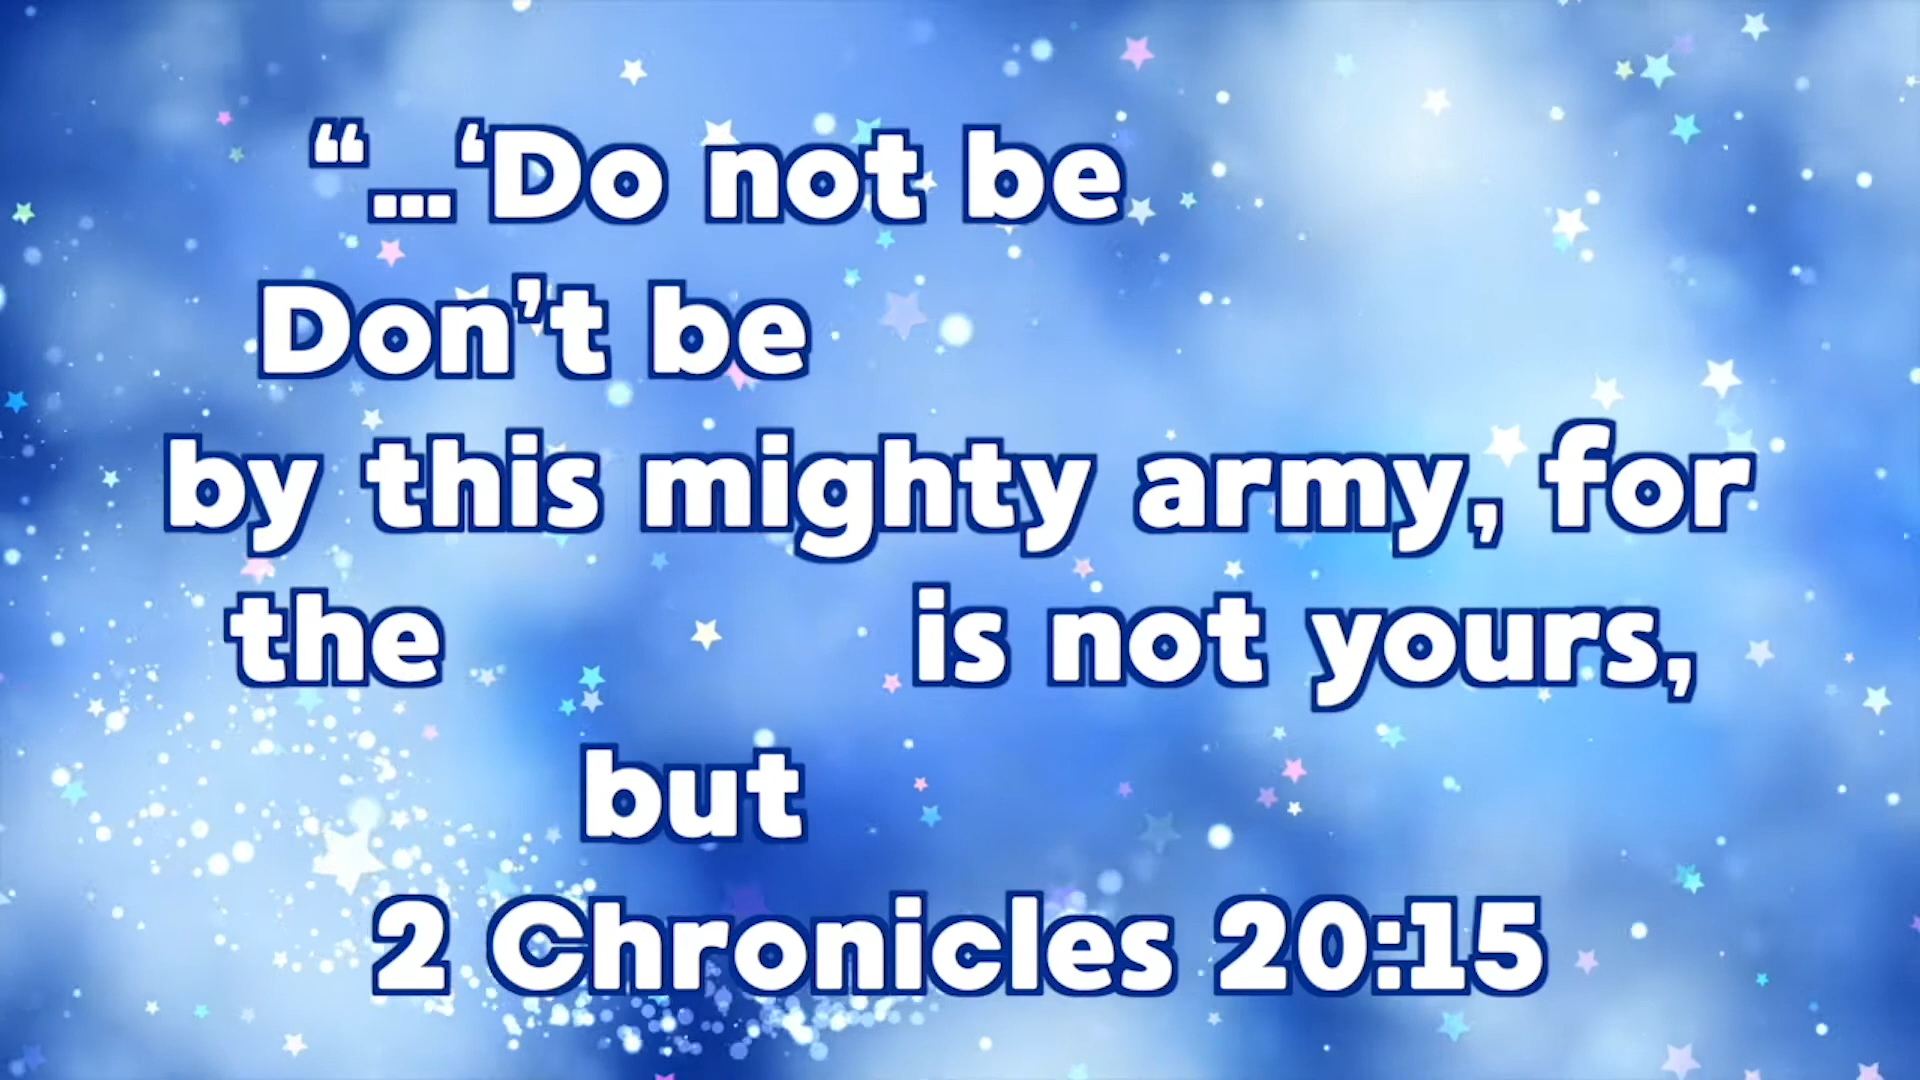 “...‘Do not be
Don’t be
by this mighty army, for
the is not yours,
but
2 Chronicles 20:15